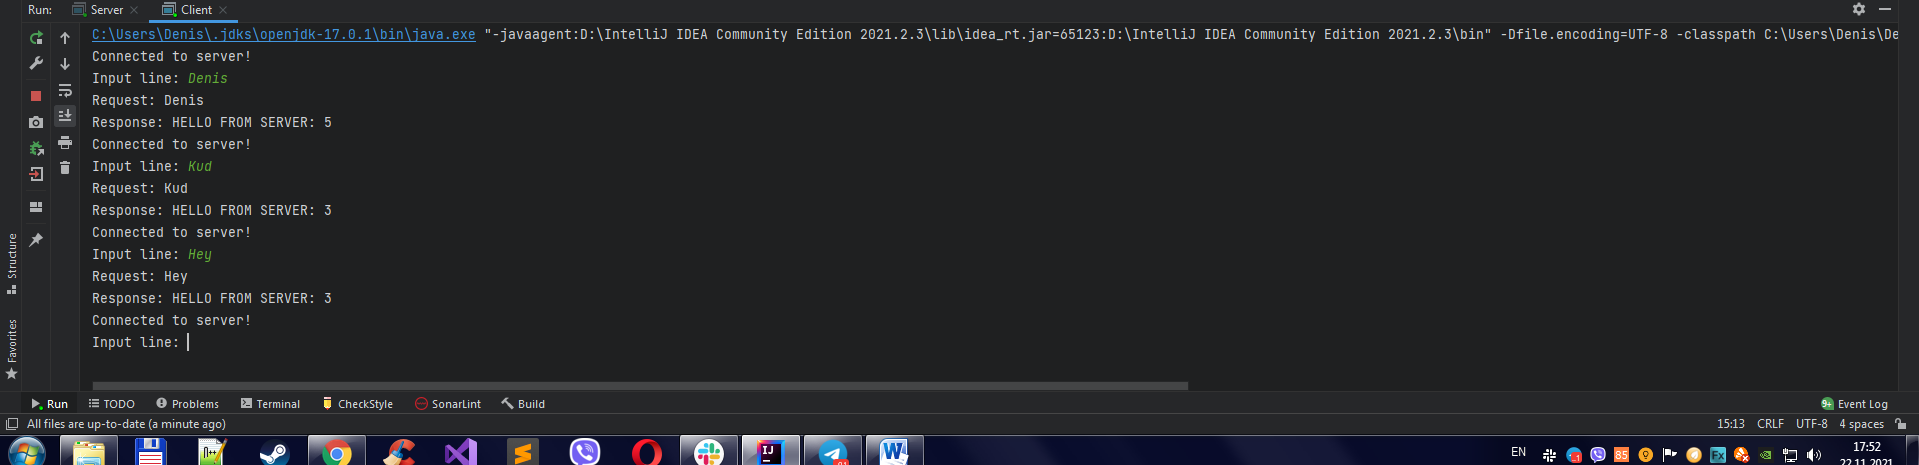 Run: Server Client
C:\Users\Denis\.jdks\openjdk-17.0.1\bin\java.exe "-javaagent:D:\IntelliJ IDEA Community Edition 2021.2.3\lib\idea_rt.jar=65123:D:\IntelliJ IDEA Community Edition 2021.2.3\bin" -Dfile.encoding=UTF-8 -classpath C:\Users\Denis\De
Connected to server!
Input line: Denis
Request: Denis
Response: HELLO FROM SERVER: 5
Connected to server!
Input line: Kud
Request: Kud
Response: HELLO FROM SERVER: 3
Connected to server!
Input line: Hey
Request: Hey
Response: HELLO FROM SERVER: 3
Connected to server!
Input line:
Structure
Favorites
Run TODO Problems Terminal CheckStyle SonarLint Build 9+ Event Log
All files are up-to-date (a minute ago) 15:13 CRLF UTF-8 4 spaces
EN 85 Fx 17:52
22.11.2021